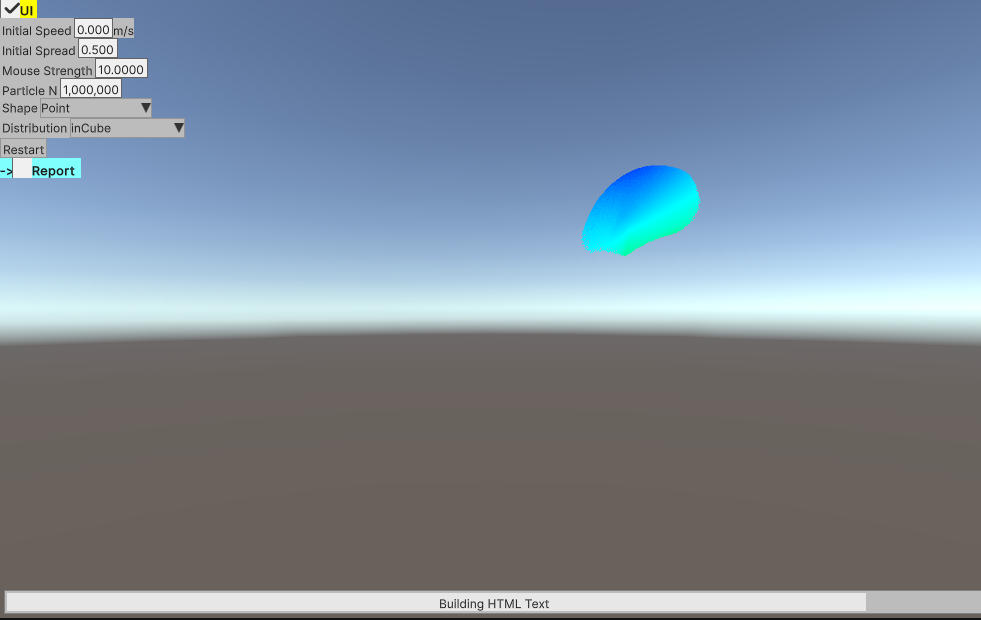 UI
Initial Speed 0.000 m/s
Initial Spread 0.500
Mouse Strength 10.0000
Particle N 1,000,000
Shape Point
Distribution inCube
Restart
-> Report
Building HTML Text